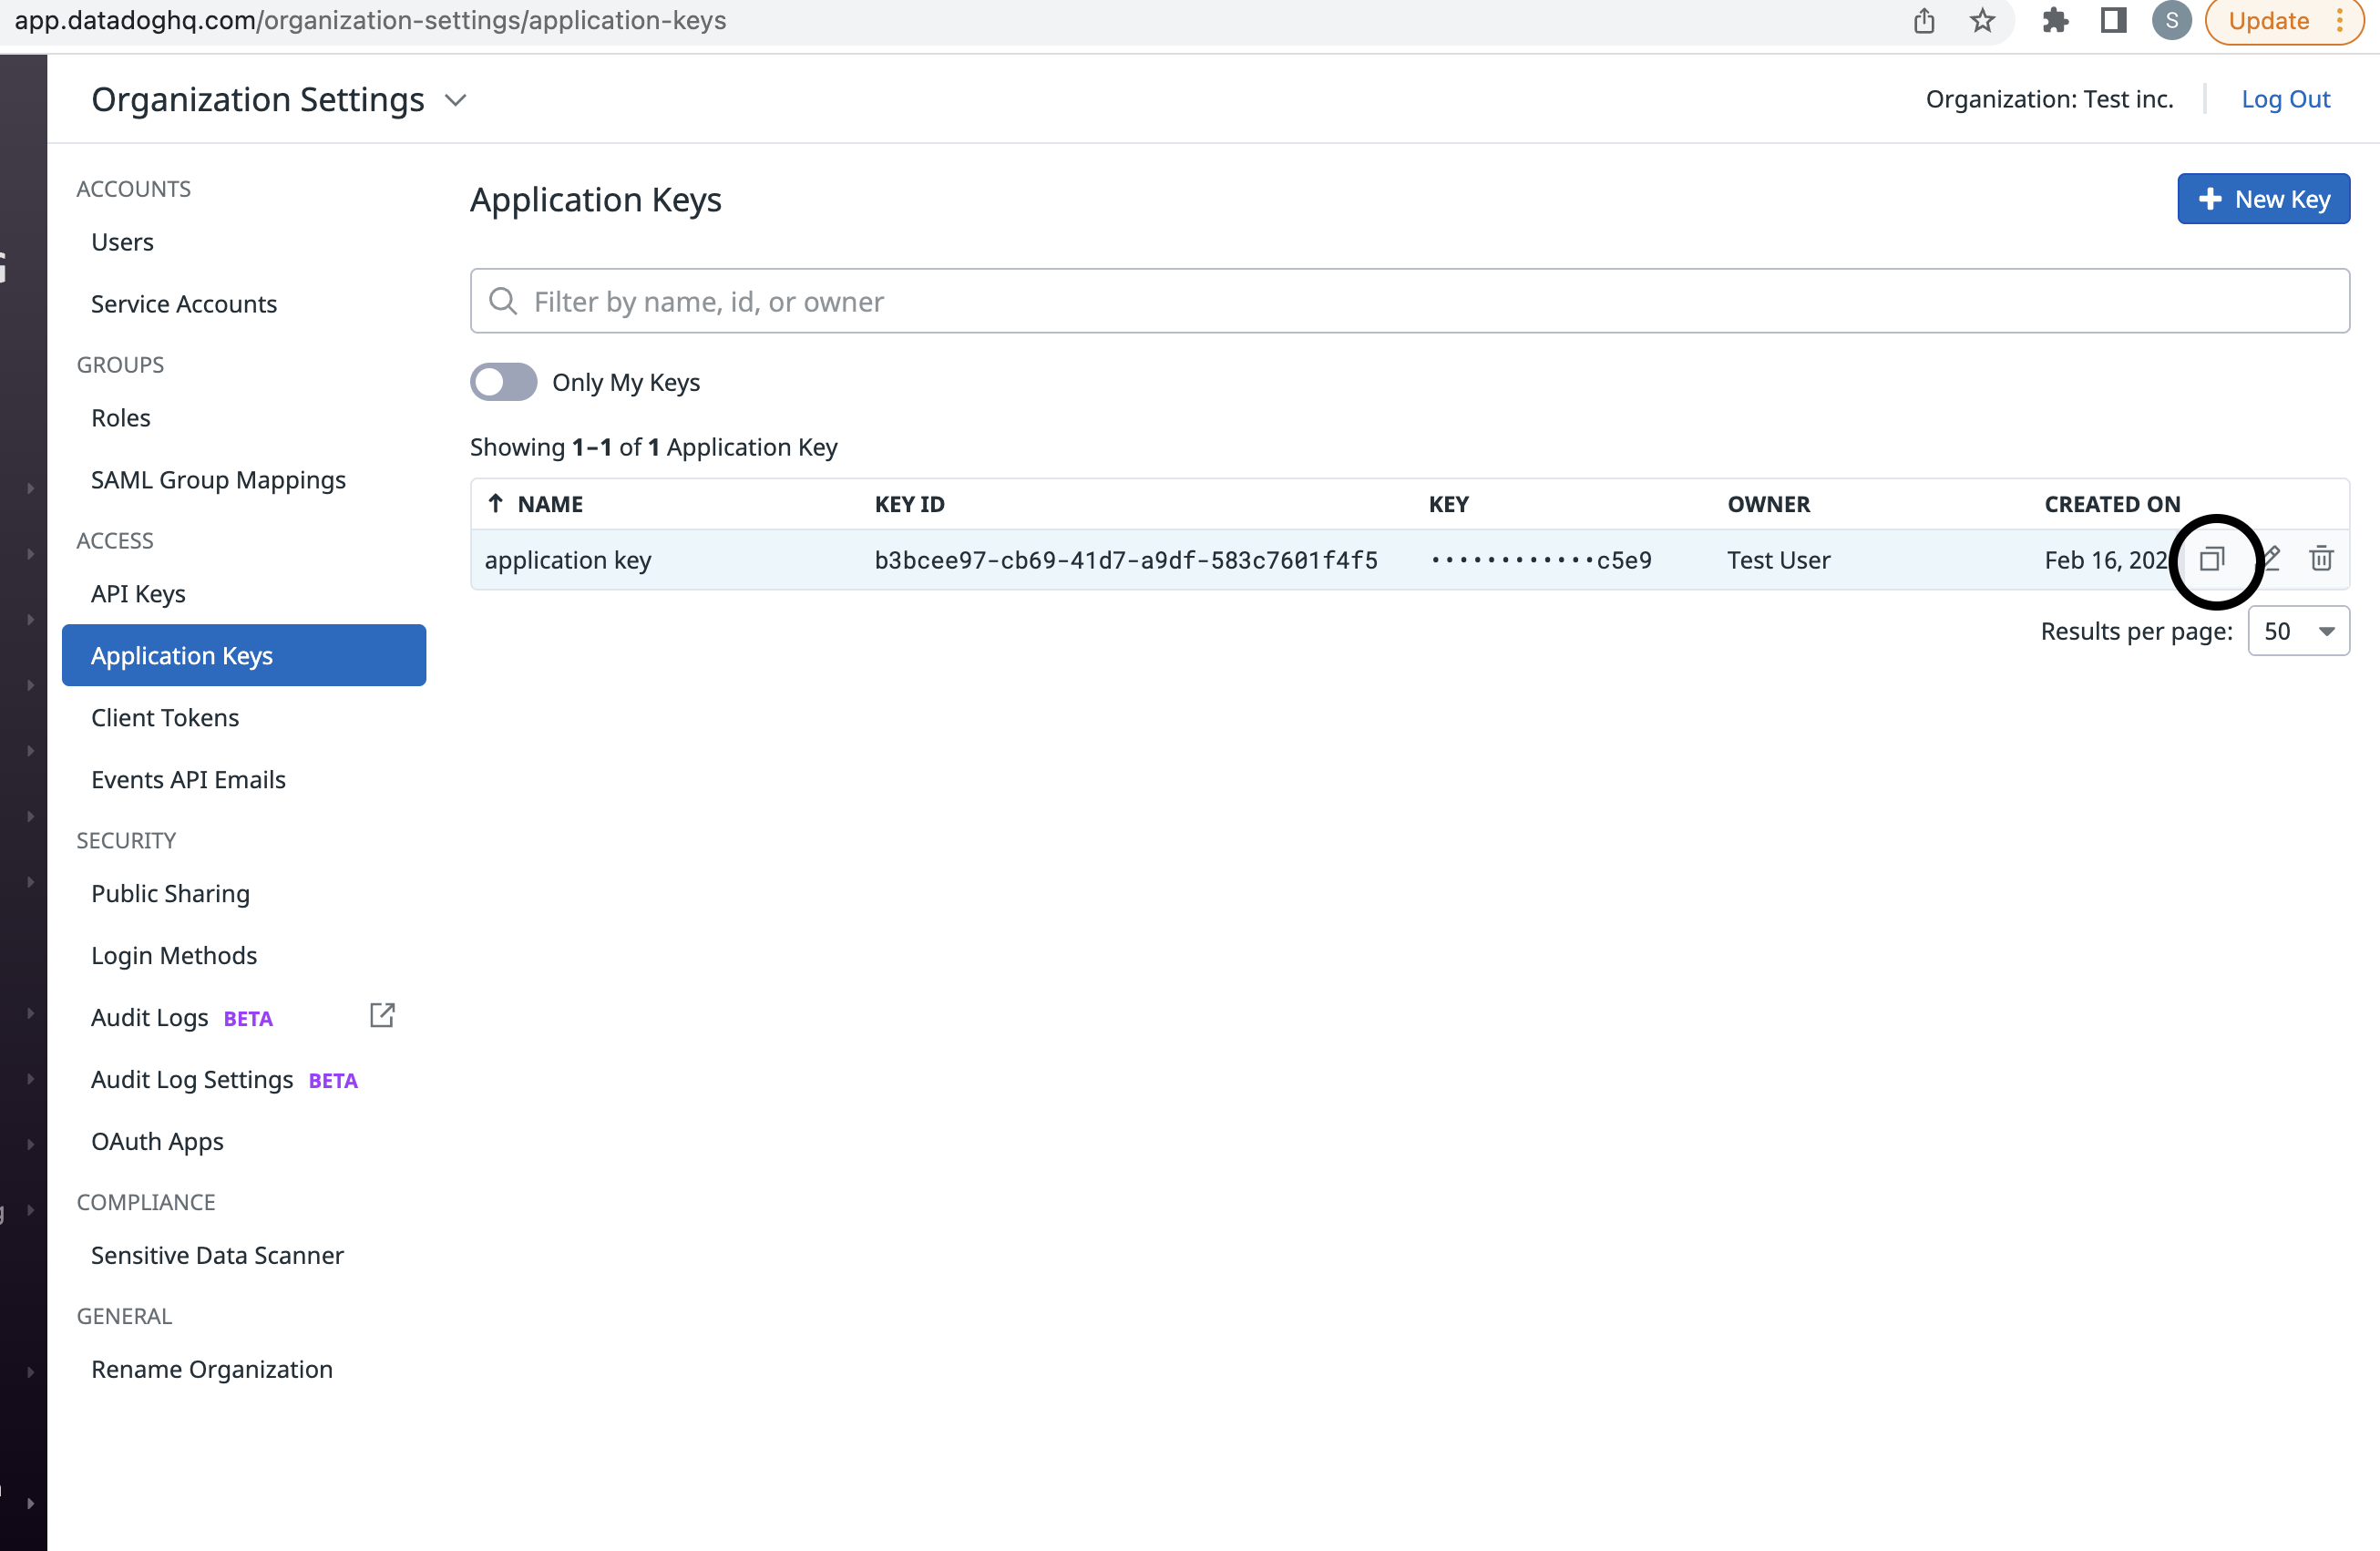 app.datadoghq.com/organization-settings/application-keys
S
Update
Organization Settings
Organization: Test inc.
Log Out
ACCOUNTS
Users
Service Accounts
GROUPS
Roles
SAML Group Mappings
ACCESS
API Keys
Application Keys
Client Tokens
Events API Emails
SECURITY
Public Sharing
Login Methods
Audit Logs BETA
Audit Log Settings BETA
OAuth Apps
COMPLIANCE
Sensitive Data Scanner
GENERAL
Rename Organization
Application Keys
New Key
Filter by name, id, or owner
Only My Keys
Showing 1–1 of 1 Application Key
NAME KEY ID KEY OWNER CREATED ON
application key b3bcee97-cb69-41d7-a9df-583c7601f4f5 ············c5e9 Test User Feb 16, 202
Results per page: 50